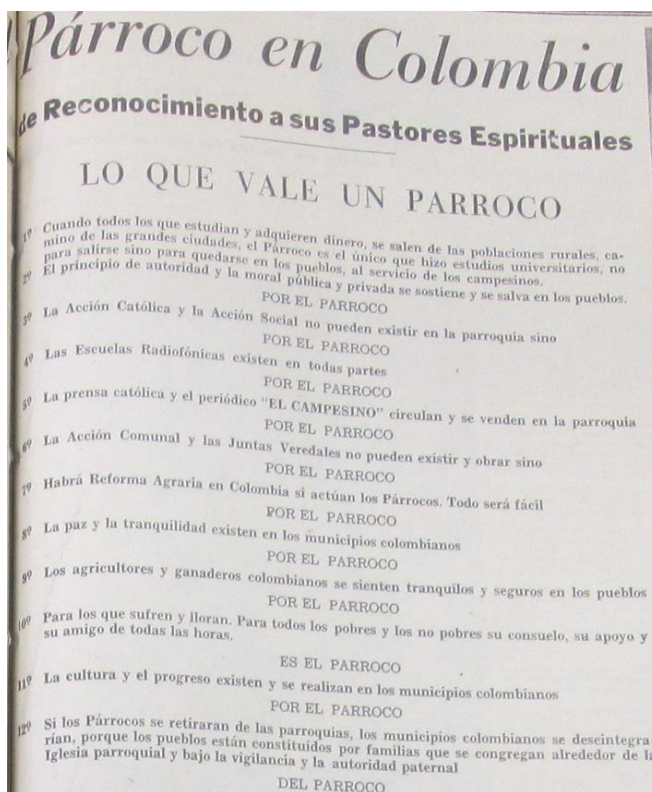 Párroco en Colombia
de Reconocimiento a sus Pastores Espirituales
LO QUE VALE UN PARROCO
1º Cuando todos los que estudian y adquieren dinero, se salen de las poblaciones rurales, ca-
mino de las grandes ciudades, el Párroco es el único que hizo estudios universitarios, no
para salirse sino para quedarse en los pueblos, al servicio de los campesinos.
2º El principio de autoridad y la moral pública y privada se sostiene y se salva en los pueblos.
POR EL PARROCO
3º La Acción Católica y la Acción Social no pueden existir en la parroquia sino
POR EL PARROCO
4º Las Escuelas Radiofónicas existen en todas partes
POR EL PARROCO
5º La prensa católica y el periódico "EL CAMPESINO" circulan y se venden en la parroquia
POR EL PARROCO
6º La Acción Comunal y las Juntas Veredales no pueden existir y obrar sino
POR EL PARROCO
7º Habrá Reforma Agraria en Colombia si actúan los Párrocos. Todo será fácil
POR EL PARROCO
8º La paz y la tranquilidad existen en los municipios colombianos
POR EL PARROCO
9º Los agricultores y ganaderos colombianos se sienten tranquilos y seguros en los pueblos
POR EL PARROCO
10º Para los que sufren y lloran. Para todos los pobres y los no pobres su consuelo, su apoyo y
su amigo de todas las horas.
ES EL PARROCO
11º La cultura y el progreso existen y se realizan en los municipios colombianos
POR EL PARROCO
12º Si los Párrocos se retiraran de las parroquias, los municipios colombianos se deseintegra-
rían, porque los pueblos están constituidos por familias que se congregan alrededor de la
Iglesia parroquial y bajo la vigilancia y la autoridad paternal
DEL PARROCO